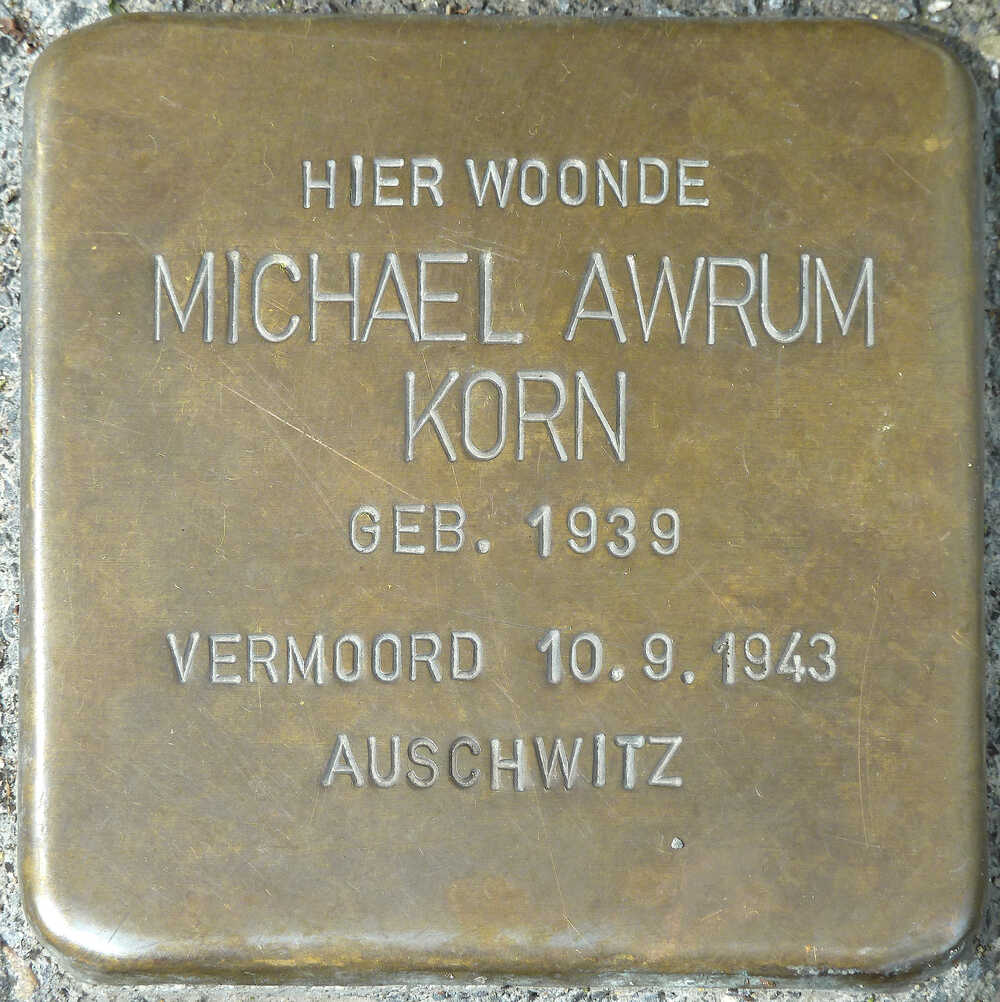 HIER WOONDE
MICHAEL AWRUM
KORN
GEB. 1939
VERMOORD 10.9.1943
AUSCHWITZ